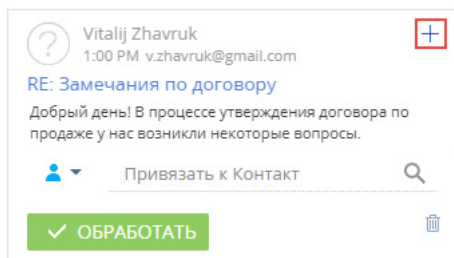 Vitalij Zhavruk
1:00 PM v.zhavruk@gmail.com
RE: Замечания по договору
Добрый день! В процессе утверждения договора по
продаже у нас возникли некоторые вопросы.
Привязать к Контакт
ОБРАБОТАТЬ